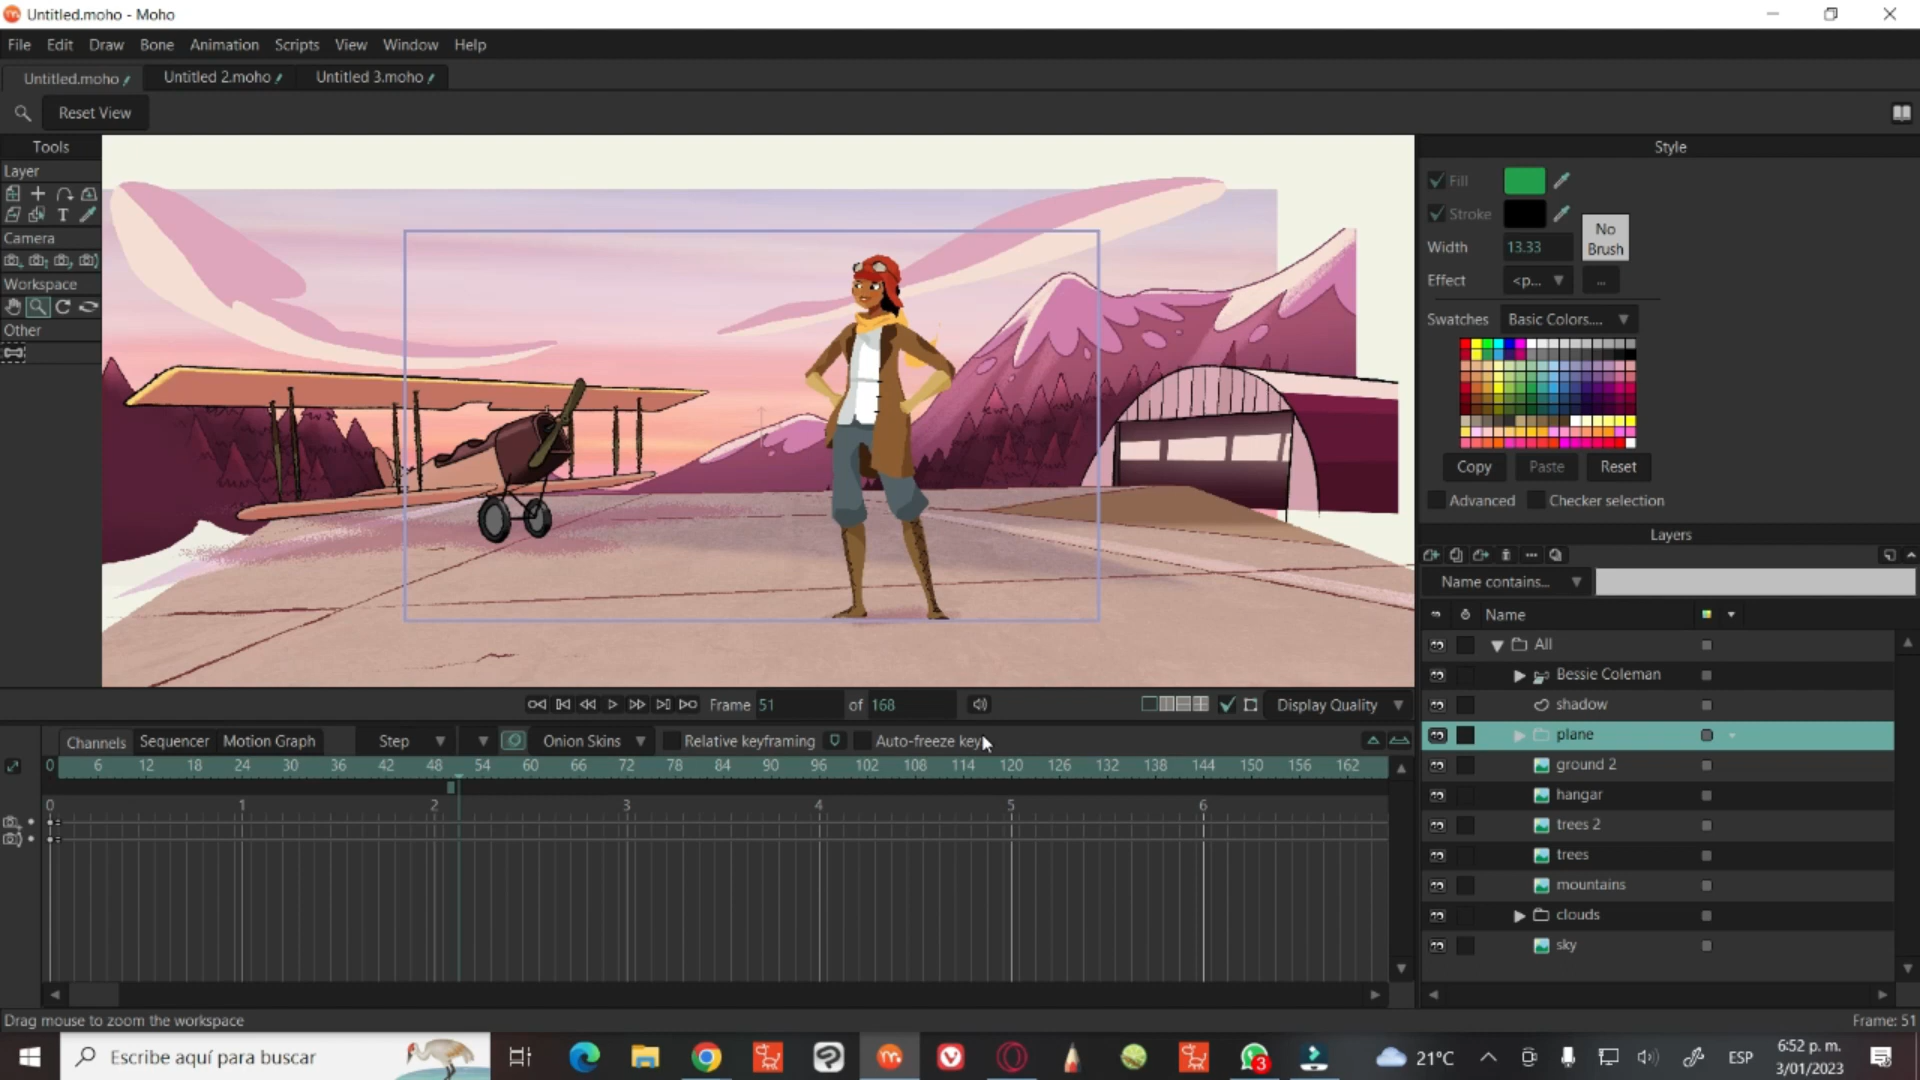 Untitled.moho - Moho
File Edit Draw Bone Animation Scripts View Window Help
Untitled.moho Untitled 2.moho Untitled 3.moho
Reset View
Tools
Layer
T
Camera
Workspace
Other
Style
Fill
Stroke
No Brush
Width 13.33
Effect <p... ...
Swatches Basic Colors....
Copy Paste Reset
Advanced Checker selection
Layers
Name contains...
Name
All
Bessie Coleman
shadow
plane
ground 2
hangar
trees 2
trees
mountains
clouds
sky
Frame 51 of 168 Display Quality
Channels Sequencer Motion Graph Step Onion Skins Relative keyframing Auto-freeze key
0 6 12 18 24 30 36 42 48 54 60 66 72 78 84 90 96 102 108 114 120 126 132 138 144 150 156 162
0 1 2 3 4 5 6
Drag mouse to zoom the workspace
Frame: 51
Escribe aquí para buscar
3
21°C
ESP
6:52 p. m.
3/01/2023